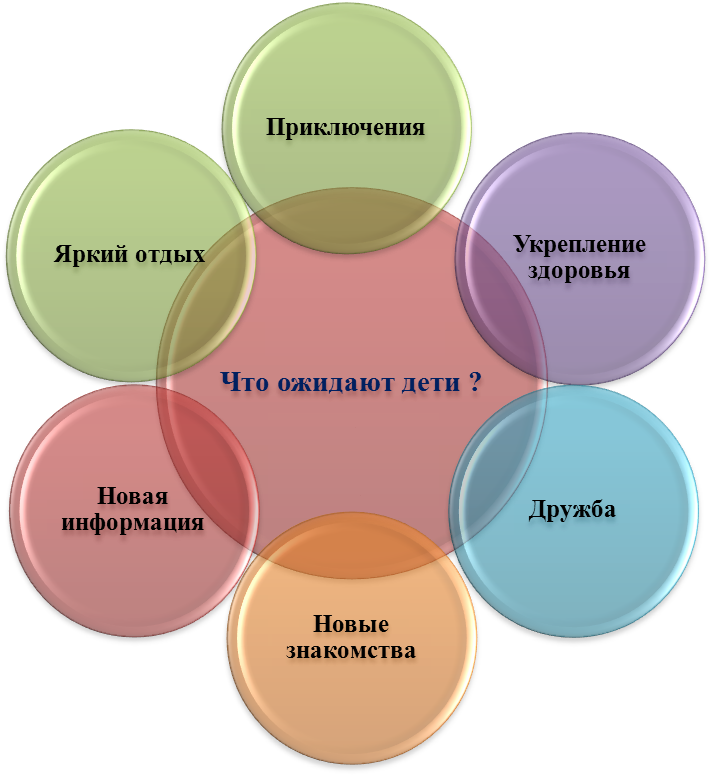 Приключения
Укрепление
здоровья
Яркий отдых
Что ожидают дети ?
Новая
информация
Дружба
Новые
знакомства